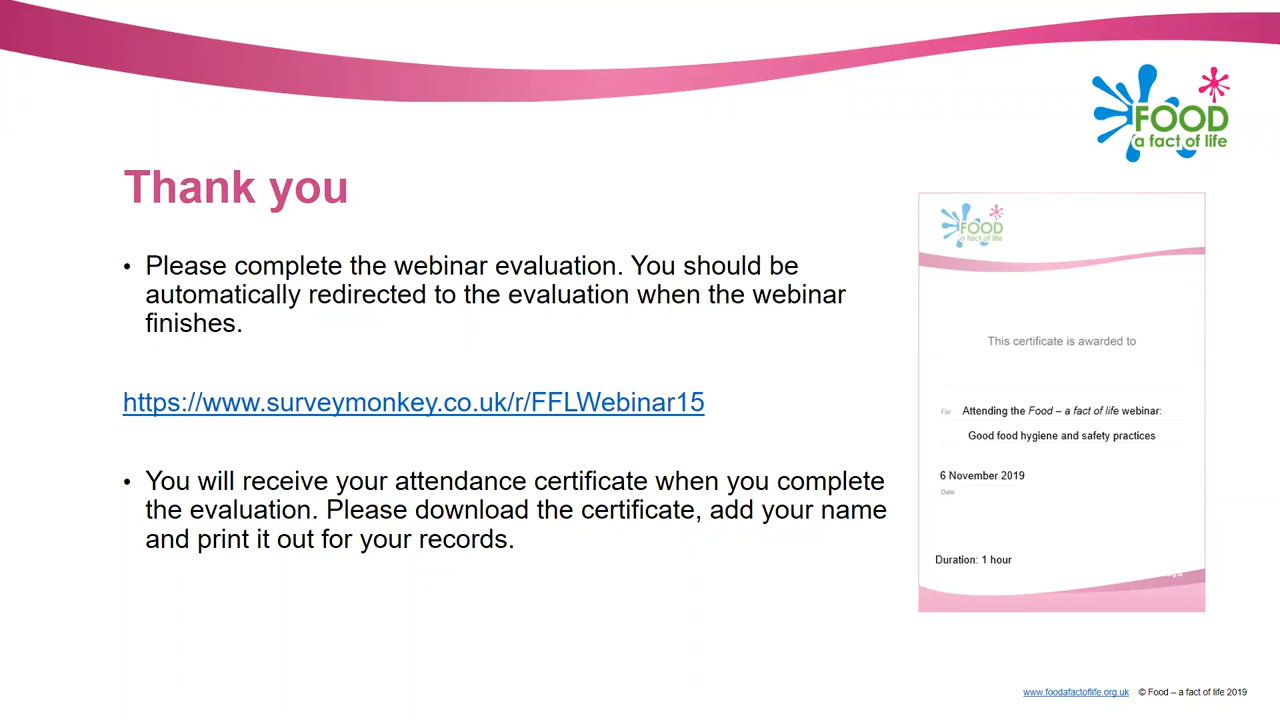 FOOD
a fact of life
Thank you
• Please complete the webinar evaluation. You should be
automatically redirected to the evaluation when the webinar
finishes.
https://www.surveymonkey.co.uk/r/FFLWebinar15
• You will receive your attendance certificate when you complete
the evaluation. Please download the certificate, add your name
and print it out for your records.
FOOD
a fact of life
This certificate is awarded to
For Attending the Food – a fact of life webinar:
Good food hygiene and safety practices
6 November 2019
Date
Duration: 1 hour
www.foodafactoflife.org.uk © Food – a fact of life 2019